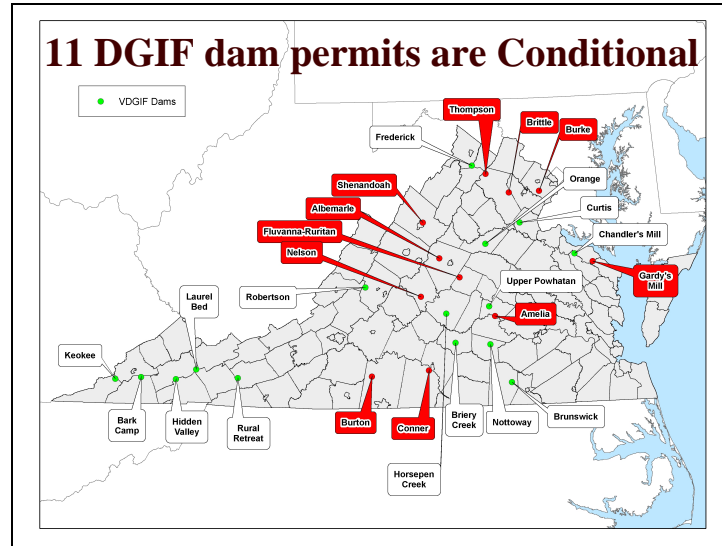 11 DGIF dam permits are Conditional
VDGIF Dams
Thompson
Brittle
Burke
Frederick
Orange
Shenandoah
Curtis
Albemarle
Chandler's Mill
Fluvanna-Ruritan
Nelson
Gardy's
Mill
Upper Powhatan
Robertson
Laurel
Bed
Amelia
Keokee
Bark
Camp
Hidden
Valley
Rural
Retreat
Burton
Conner
Briery
Creek
Nottoway
Brunswick
Horsepen
Creek